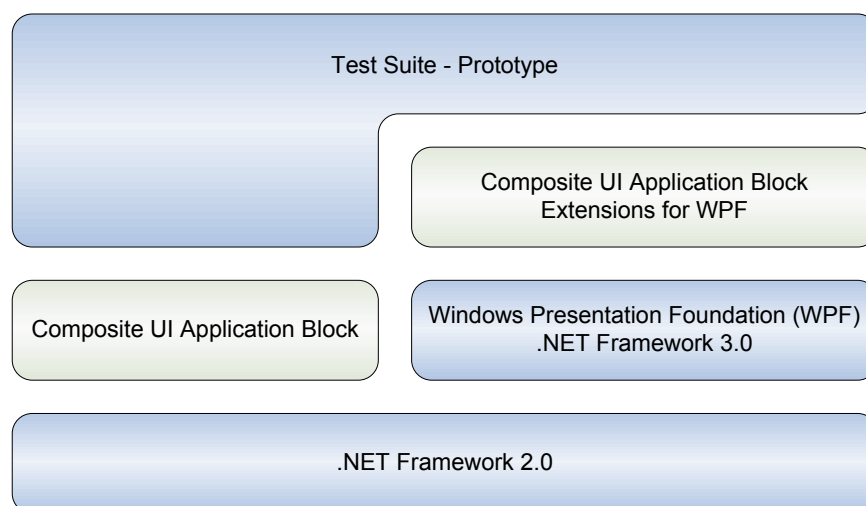 Test Suite - Prototype
Composite UI Application Block
Extensions for WPF
Composite UI Application Block
Windows Presentation Foundation (WPF)
.NET Framework 3.0
.NET Framework 2.0